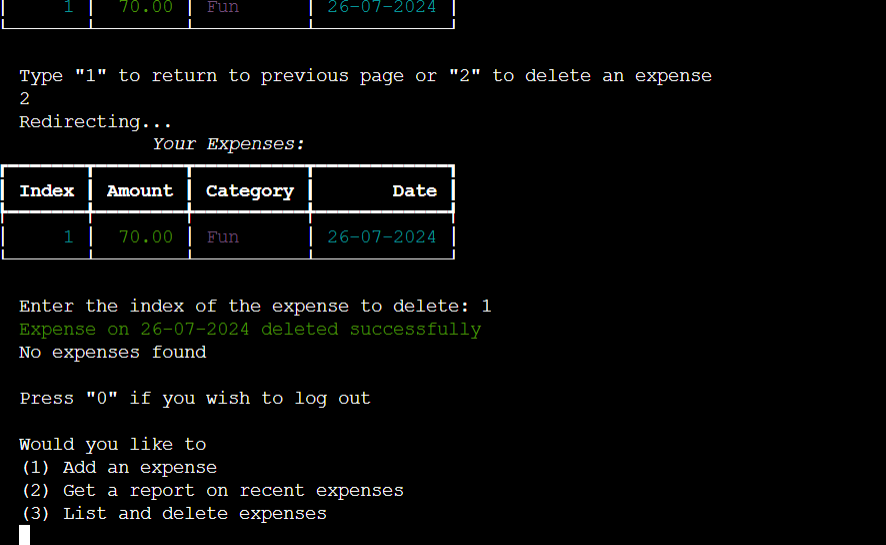 1 70.00 Fun 26-07-2024
Type "1" to return to previous page or "2" to delete an expense
2
Redirecting...
Your Expenses:
Index Amount Category Date
1 70.00 Fun 26-07-2024
Enter the index of the expense to delete: 1
Expense on 26-07-2024 deleted successfully
No expenses found
Press "0" if you wish to log out
Would you like to
(1) Add an expense
(2) Get a report on recent expenses
(3) List and delete expenses